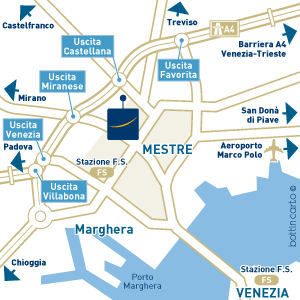 Castelfranco
Treviso
A4
Barriera A4
Venezia-Trieste
Uscita
Castellana
Uscita
Favorita
Uscita
Miranese
Mirano
San Donà
di Piave
Uscita
Venezia
Padova
MESTRE
Aeroporto
Marco Polo
Stazione F.S.
FS
Uscita
Villabona
Marghera
Chioggia
Porto
Marghera
Stazione F.S.
FS
VENEZIA
bottincarto ©